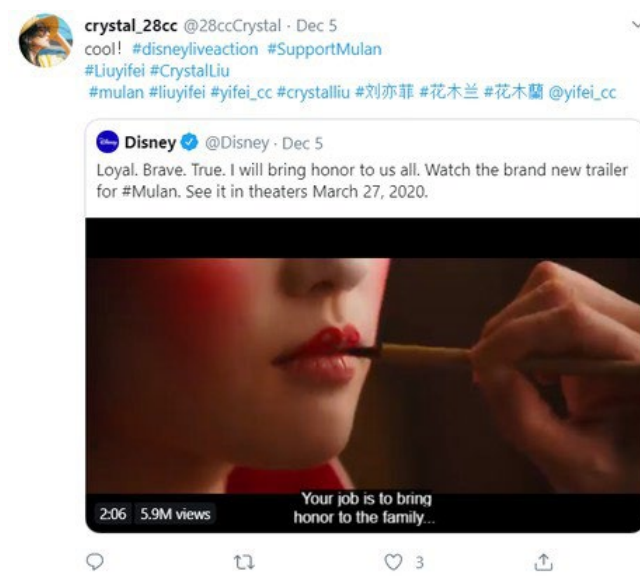 crystal_28cc @28ccCrystal · Dec 5
cool! #disneyliveaction #SupportMulan
#Liuyifei #CrystalLiu
#mulan #liuyifei #yifei_cc #crystalliu #刘亦菲 #花木兰 #花木蘭 @yifei_cc
Disney Disney @Disney · Dec 5
Loyal. Brave. True. I will bring honor to us all. Watch the brand new trailer
for #Mulan. See it in theaters March 27, 2020.
Your job is to bring
honor to the family...
2:06 5.9M views
3